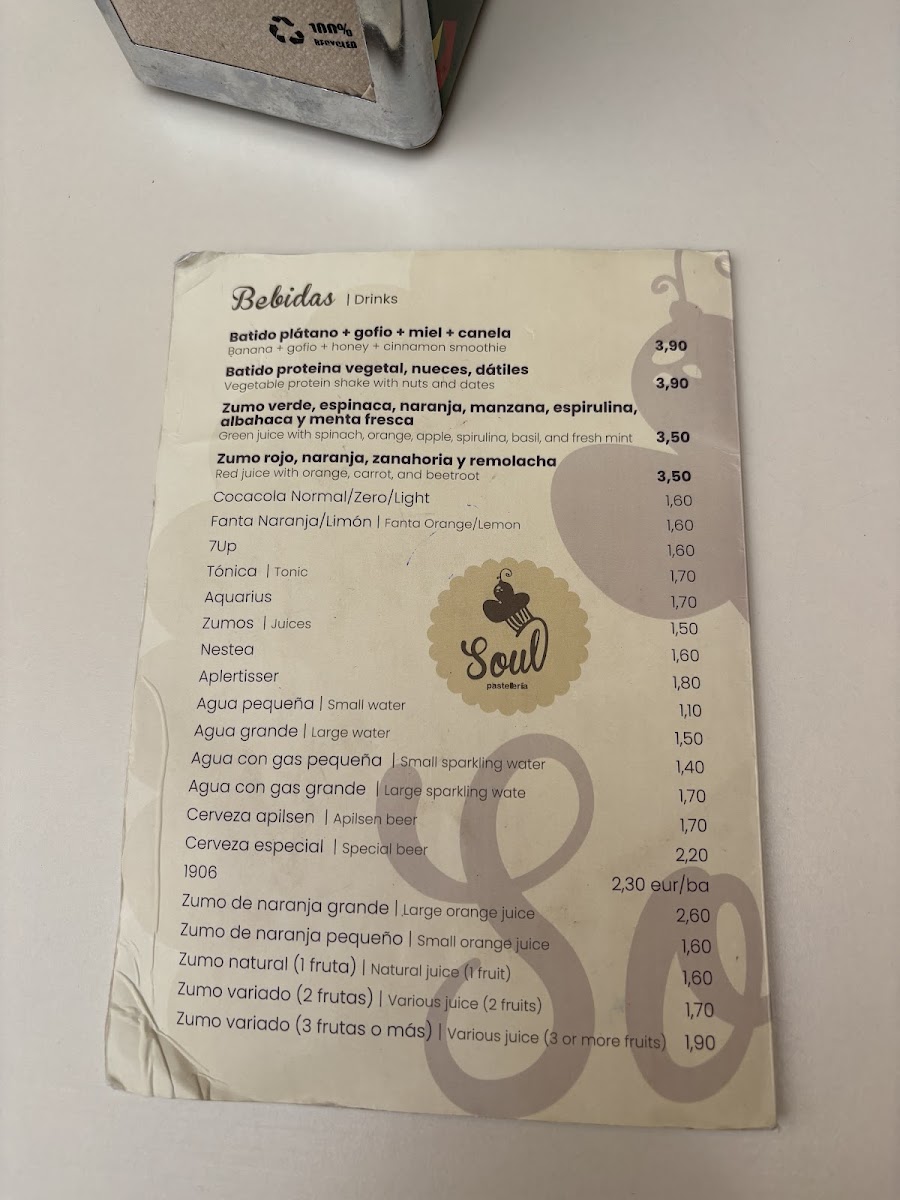 100%
RECYCLED
Bebidas | Drinks
Batido plátano + gofio + miel + canela
Banana + gofio + honey + cinnamon smoothie 3,90
Batido proteina vegetal, nueces, dátiles
Vegetable protein shake with nuts and dates 3,90
Zumo verde, espinaca, naranja, manzana, espirulina,
albahaca y menta fresca
Green juice with spinach, orange, apple, spirulina, basil, and fresh mint 3,50
Zumo rojo, naranja, zanahoria y remolacha
Red juice with orange, carrot, and beetroot 3,50
Cocacola Normal/Zero/Light 1,60
Fanta Naranja/Limón | Fanta Orange/Lemon 1,60
7Up 1,60
Tónica | Tonic 1,70
Aquarius 1,70
Zumos | Juices 1,50
Nestea 1,60
Aplertisser 1,80
Agua pequeña | Small water 1,10
Agua grande | Large water 1,50
Agua con gas pequeña | Small sparkling water 1,40
Agua con gas grande | Large sparkling wate 1,70
Cerveza apilsen | Apilsen beer 1,70
Cerveza especial | Special beer 2,20
1906 2,30 eur/ba
Zumo de naranja grande | Large orange juice 2,60
Zumo de naranja pequeño | Small orange juice 1,60
Zumo natural (1 fruta) | Natural juice (1 fruit) 1,60
Zumo variado (2 frutas) | Various juice (2 fruits) 1,70
Zumo variado (3 frutas o más) | Various juice (3 or more fruits) 1,90
Soul
pastelería
So